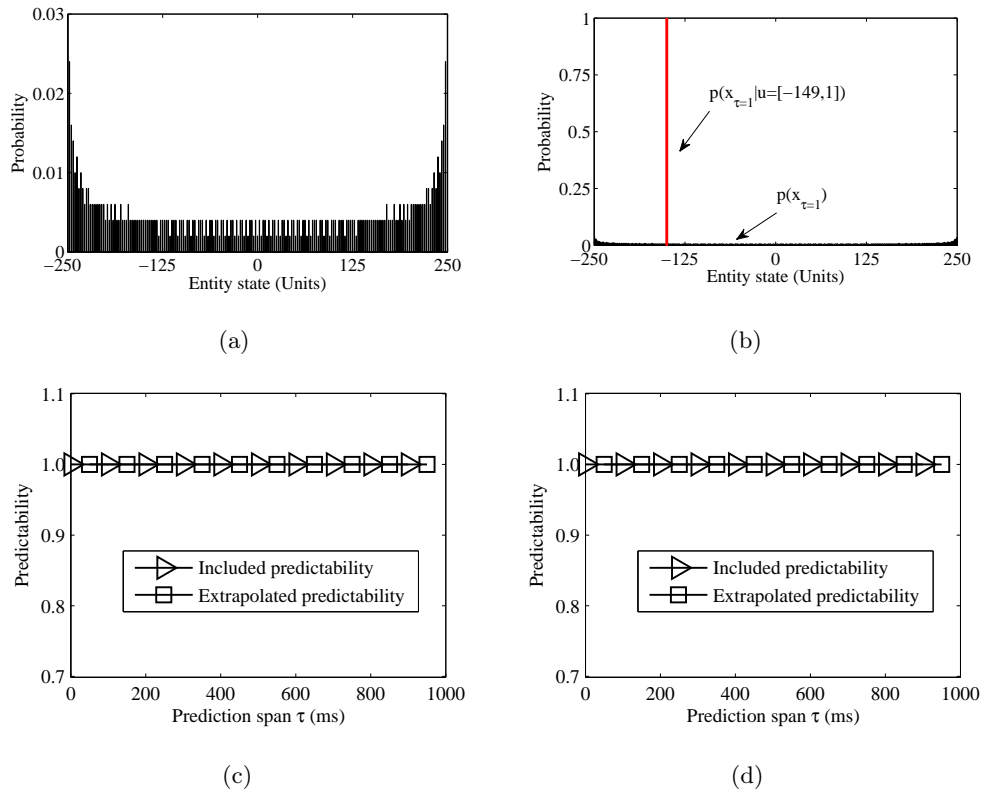 0.03
0.02
0.01
0
Probability
−250
−125
0
125
250
Entity state (Units)
(a)
1
0.75
0.5
0.25
0
Probability
p(xτ=1|u=[−149,1])
p(xτ=1)
−250
−125
0
125
250
Entity state (Units)
(b)
1.1
1.0
0.9
0.8
0.7
Predictability
Included predictability
Extrapolated predictability
0
200
400
600
800
1000
Prediction span τ (ms)
(c)
1.1
1.0
0.9
0.8
0.7
Predictability
Included predictability
Extrapolated predictability
0
200
400
600
800
1000
Prediction span τ (ms)
(d)